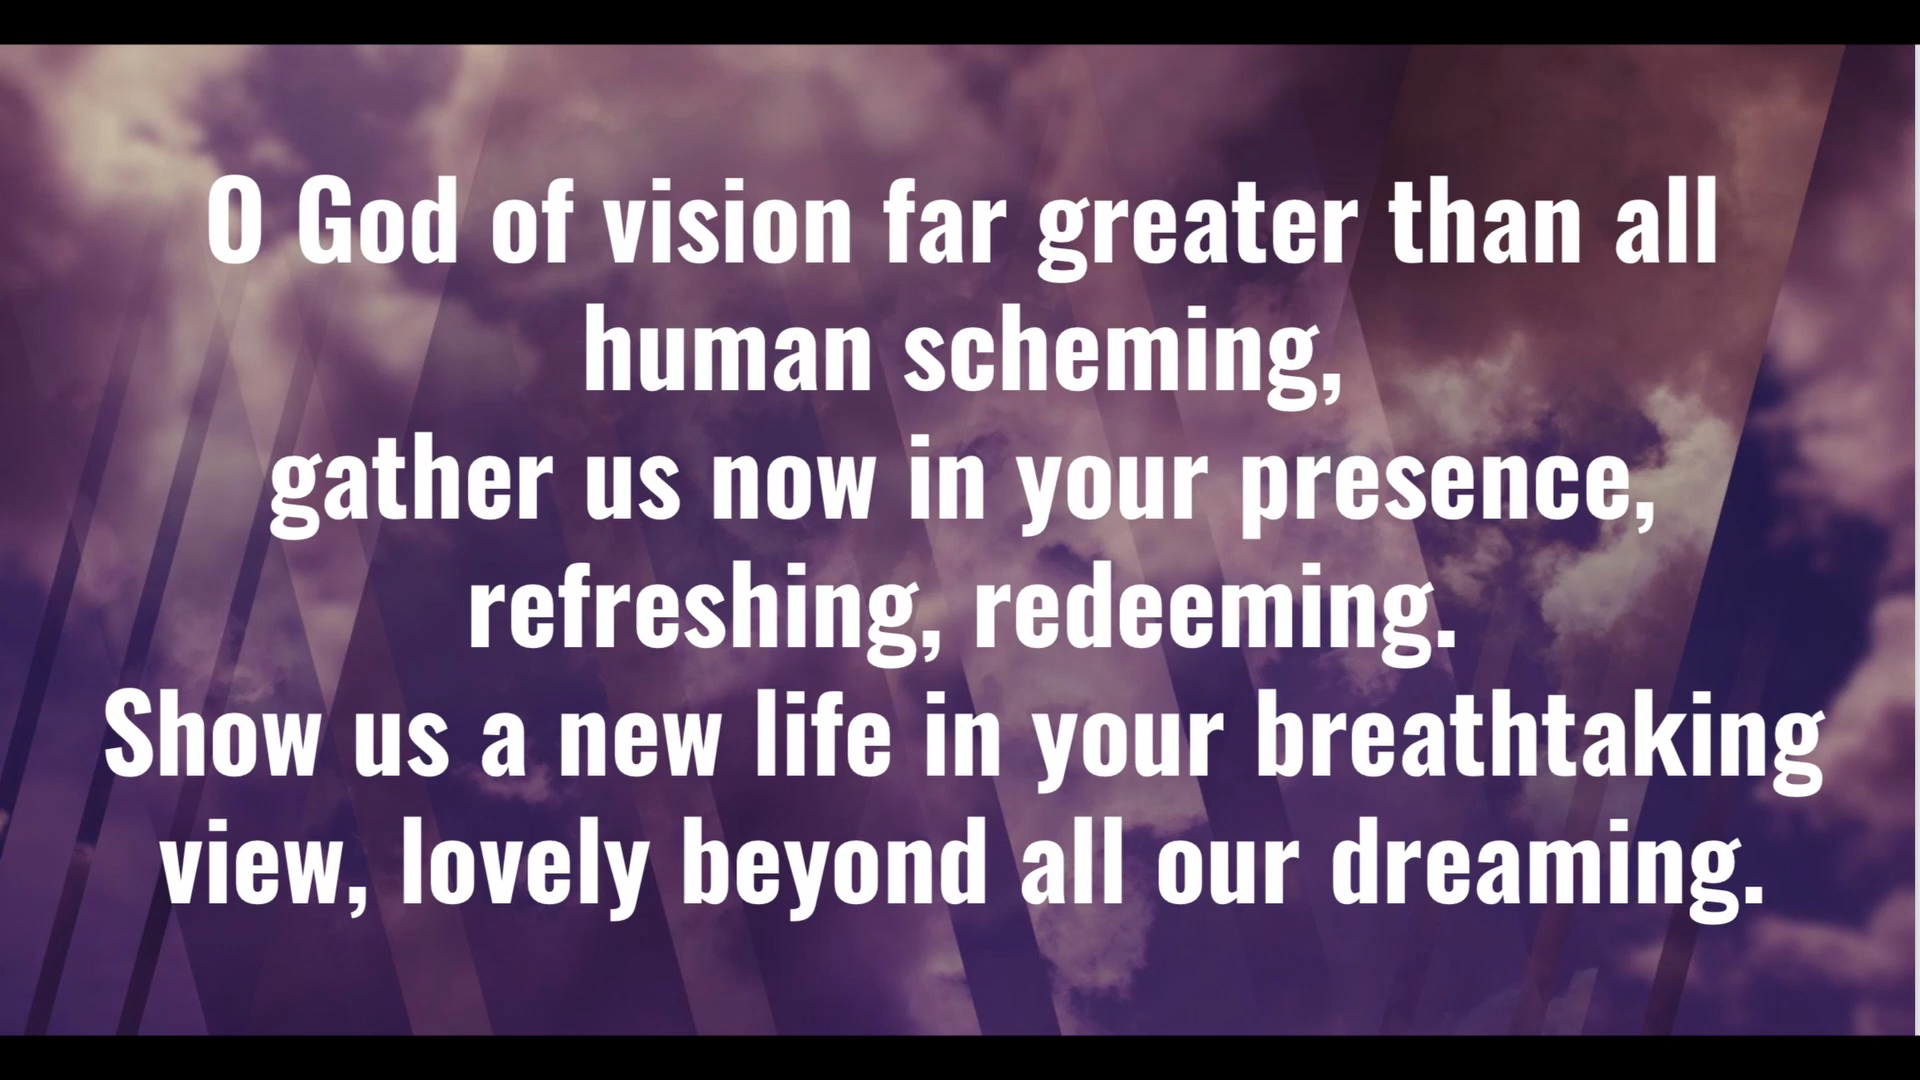 O God of vision far greater than all
human scheming,
gather us now in your presence,
refreshing, redeeming.
Show us a new life in your breathtaking
view, lovely beyond all our dreaming.